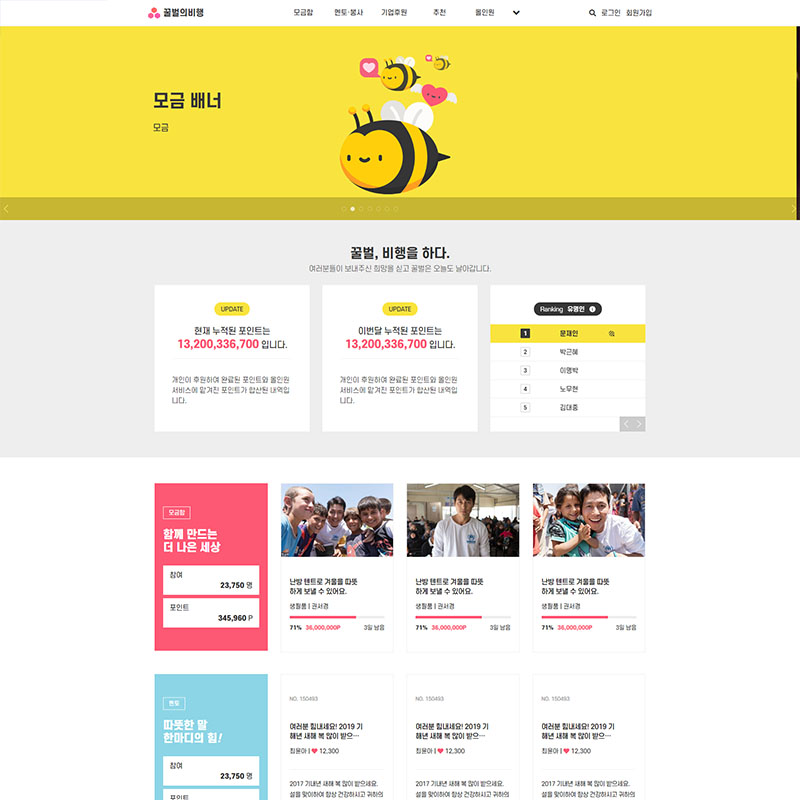 꿀벌의비행
모금함 멘토·봉사 기업후원 추천 올인원
로그인 회원가입
모금 배너
모금
꿀벌, 비행을 하다.
여러분들이 보내주신 희망을 싣고 꿀벌은 오늘도 날아갑니다.
UPDATE
현재 누적된 포인트는
13,200,336,700 입니다.
개인이 후원하여 완료된 포인트와 올인원
서비스에 맡겨진 포인트가 합산된 내역입
니다.
UPDATE
이번달 누적된 포인트는
13,200,336,700 입니다.
개인이 후원하여 완료된 포인트와 올인원
서비스에 맡겨진 포인트가 합산된 내역입
니다.
Ranking 유명인
1 문재인
2 박근혜
3 이명박
4 노무현
5 김대중
모금함
함께 만드는
더 나은 세상
참여
23,750 명
포인트
345,960 P
난방 텐트로 겨울을 따뜻
하게 보낼 수 있어요.
생필품 | 권서경
71% 36,000,000P 3일 남음
난방 텐트로 겨울을 따뜻
하게 보낼 수 있어요.
생필품 | 권서경
71% 36,000,000P 3일 남음
난방 텐트로 겨울을 따뜻
하게 보낼 수 있어요.
생필품 | 권서경
71% 36,000,000P 3일 남음
멘토
따뜻한 말
한마디의 힘!
참여
23,750 명
포인트
NO. 150493
여러분 힘내세요! 2019 기
해년 새해 복 많이 받으…
최윤아 | 12,300
2017 기내년 새해 복 많이 받으세요.
설을 맞이하여 항상 건강하시고 귀하의
NO. 150493
여러분 힘내세요! 2019 기
해년 새해 복 많이 받으…
최윤아 | 12,300
2017 기내년 새해 복 많이 받으세요.
설을 맞이하여 항상 건강하시고 귀하의
NO. 150493
여러분 힘내세요! 2019 기
해년 새해 복 많이 받으…
최윤아 | 12,300
2017 기내년 새해 복 많이 받으세요.
설을 맞이하여 항상 건강하시고 귀하의